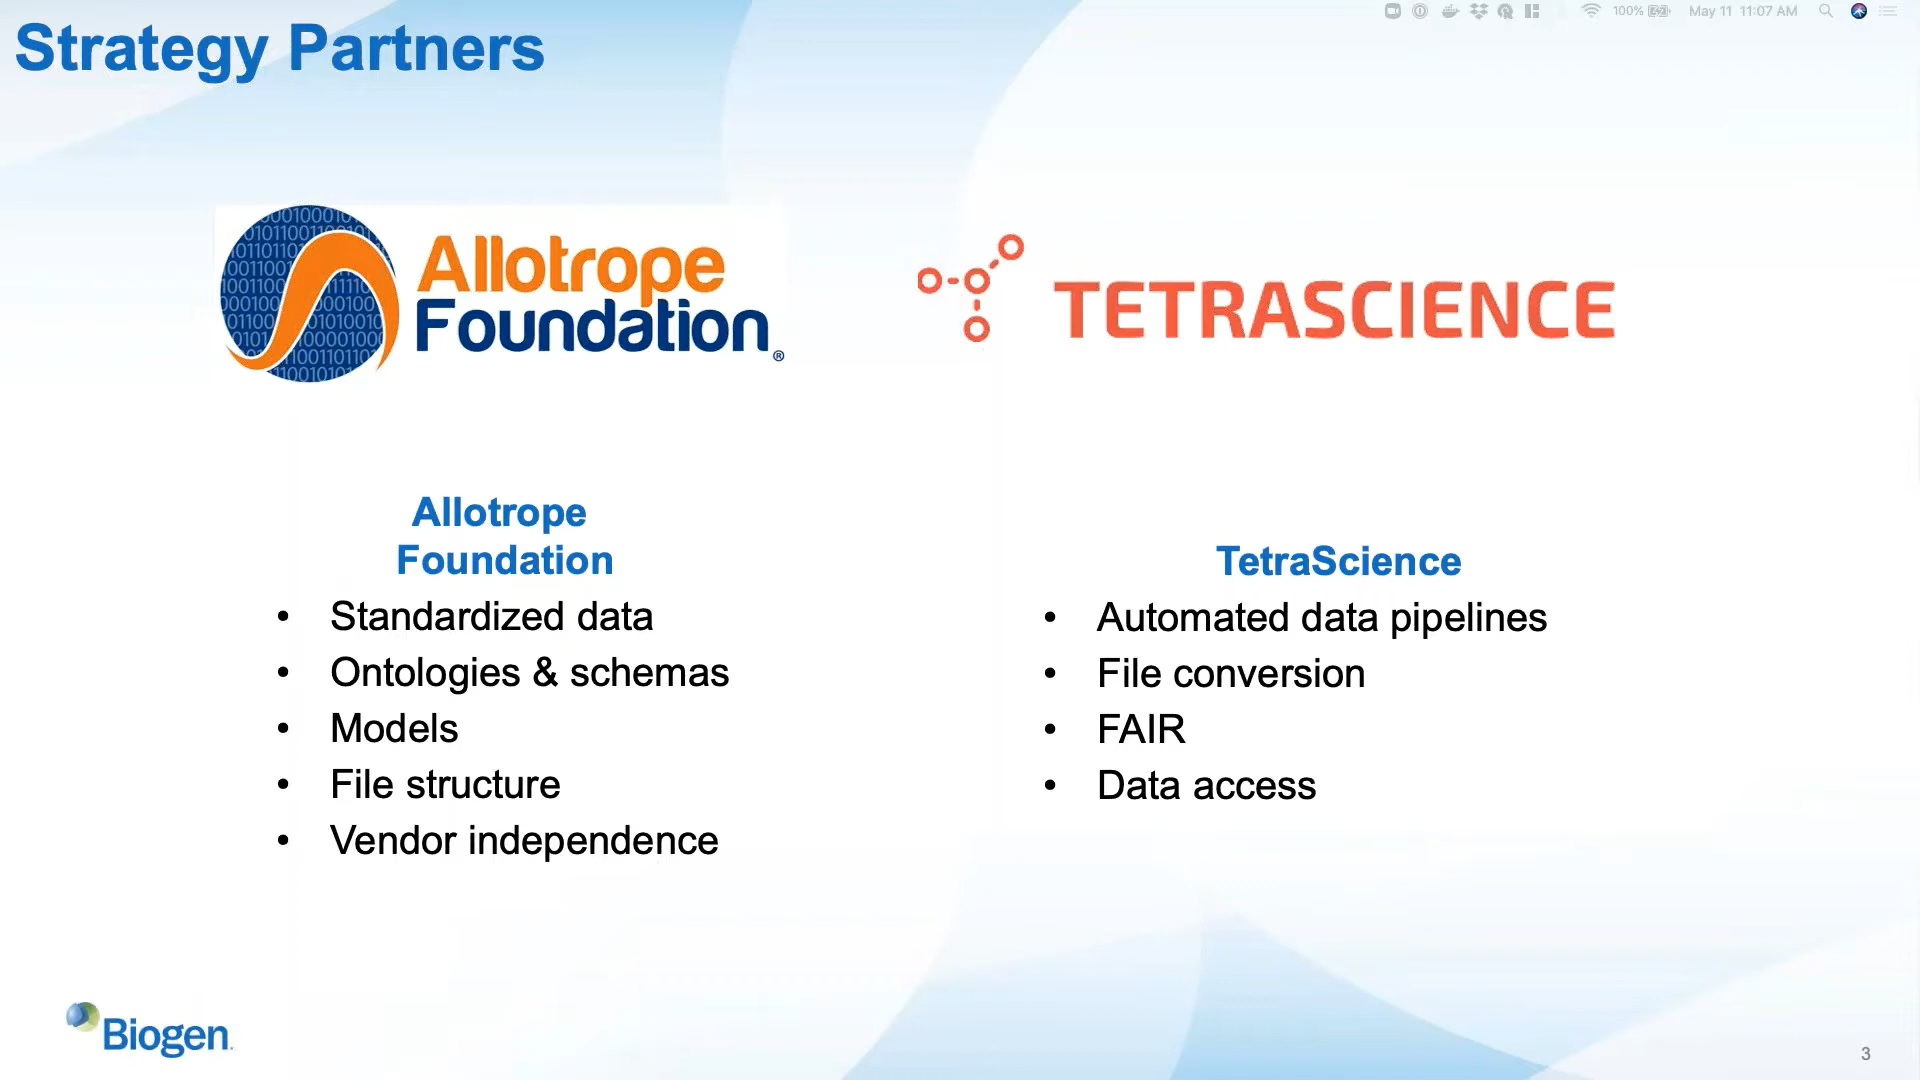 Strategy Partners
100%
May 11 11:07 AM
Allotrope
Foundation®
TETRASCIENCE
Allotrope
Foundation
• Standardized data
• Ontologies & schemas
• Models
• File structure
• Vendor independence
TetraScience
• Automated data pipelines
• File conversion
• FAIR
• Data access
Biogen
3